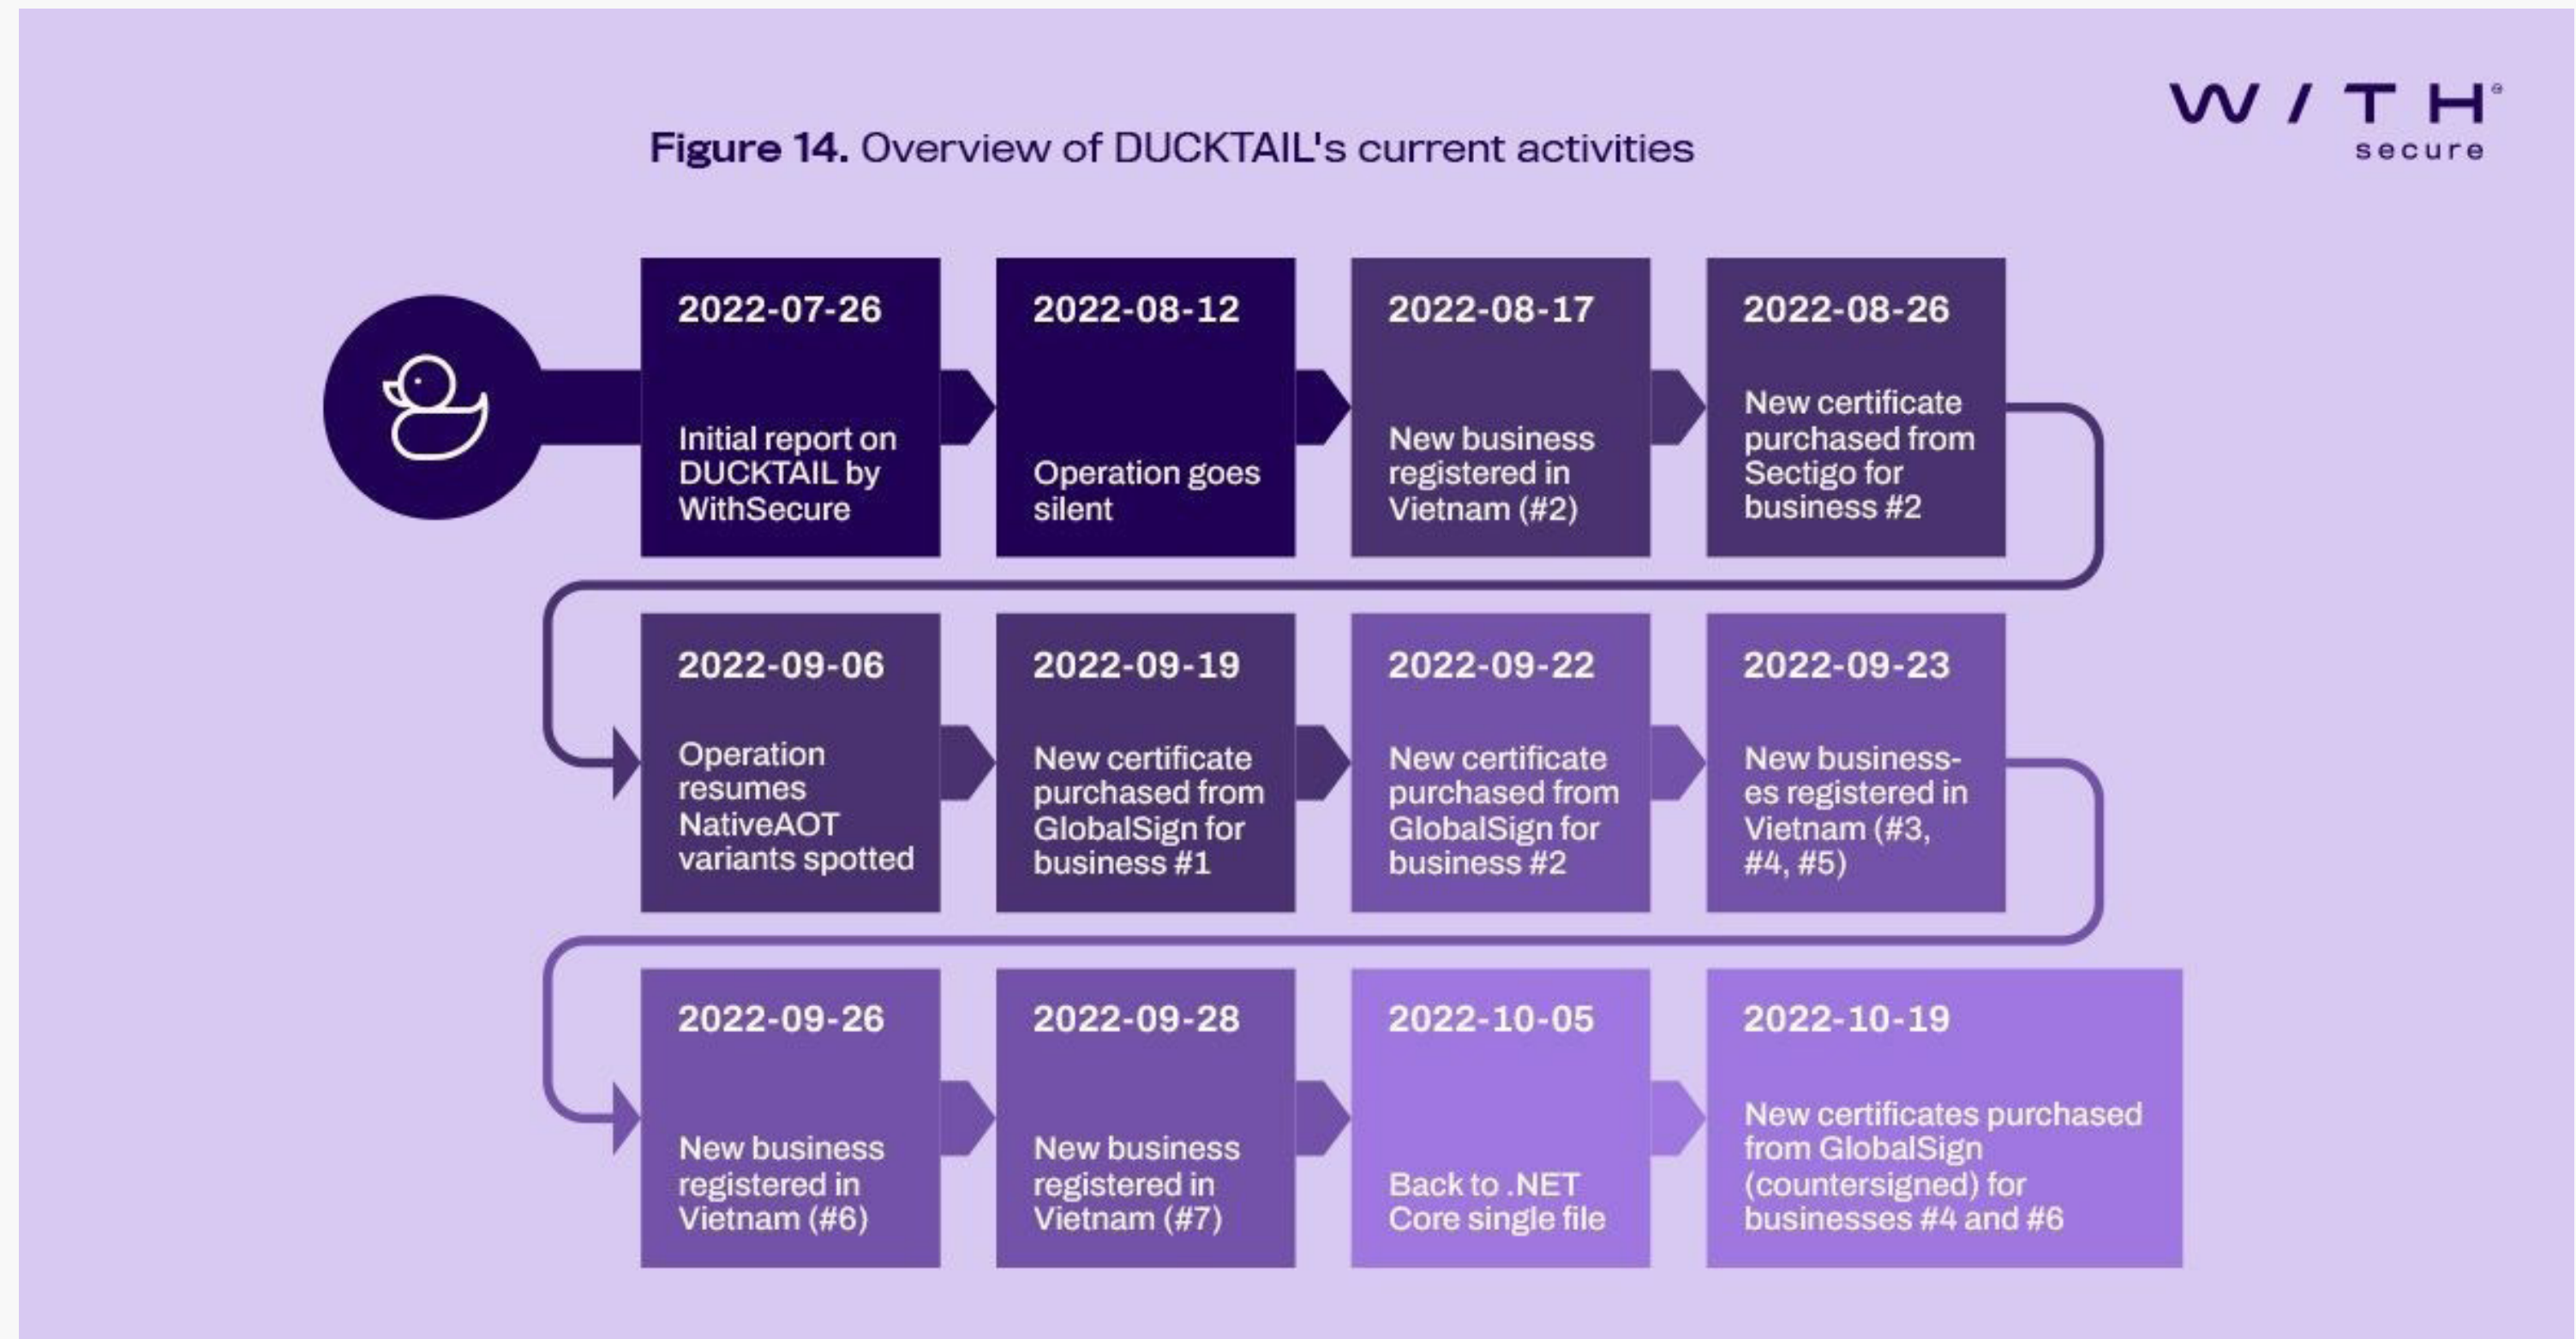 W / T H®
secure
Figure 14. Overview of DUCKTAIL's current activities
2022-07-26
Initial report on
DUCKTAIL by
WithSecure
2022-08-12
Operation goes
silent
2022-08-17
New business
registered in
Vietnam (#2)
2022-08-26
New certificate
purchased from
Sectigo for
business #2
2022-09-06
Operation
resumes
NativeAOT
variants spotted
2022-09-19
New certificate
purchased from
GlobalSign for
business #1
2022-09-22
New certificate
purchased from
GlobalSign for
business #2
2022-09-23
New business-
es registered in
Vietnam (#3,
#4, #5)
2022-09-26
New business
registered in
Vietnam (#6)
2022-09-28
New business
registered in
Vietnam (#7)
2022-10-05
Back to .NET
Core single file
2022-10-19
New certificates purchased
from GlobalSign
(countersigned) for
businesses #4 and #6